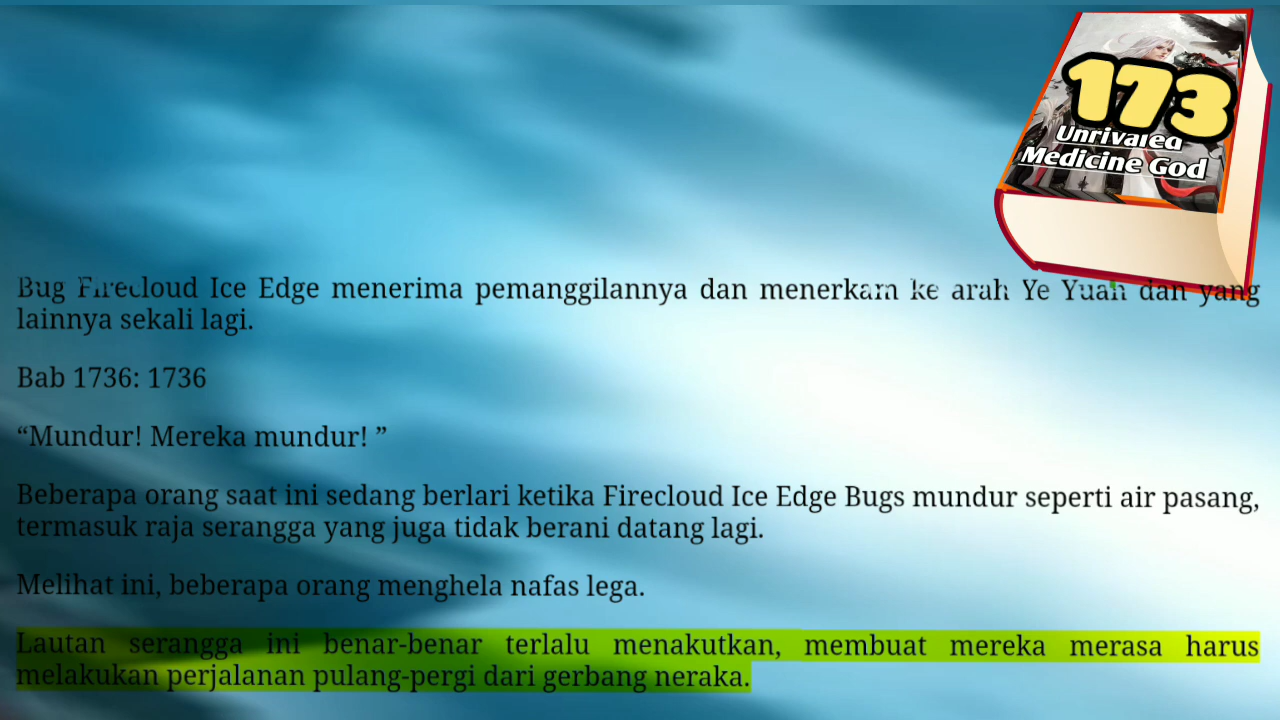 173
Unrivaled
Medicine God
Bug Firecloud Ice Edge menerima pemanggilannya dan menerkam ke arah Ye Yuan dan yang
lainnya sekali lagi.
Bab 1736: 1736
“Mundur! Mereka mundur! ”
Beberapa orang saat ini sedang berlari ketika Firecloud Ice Edge Bugs mundur seperti air pasang,
termasuk raja serangga yang juga tidak berani datang lagi.
Melihat ini, beberapa orang menghela nafas lega.
Lautan serangga ini benar-benar terlalu menakutkan, membuat mereka merasa harus
melakukan perjalanan pulang-pergi dari gerbang neraka.